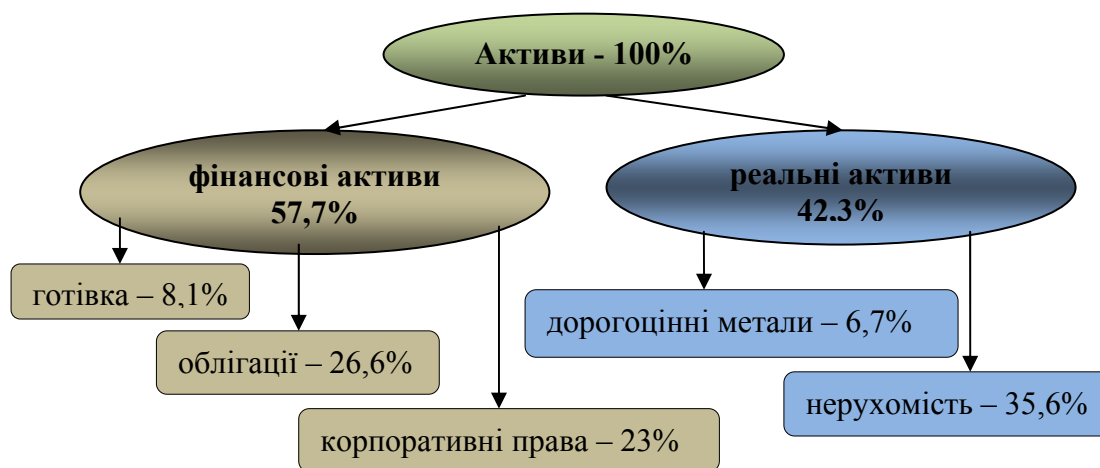 Активи - 100%
фінансові активи
57,7%
реальні активи
42,3%
готівка – 8,1%
облігації – 26,6%
корпоративні права – 23%
дорогоцінні метали – 6,7%
нерухомість – 35,6%